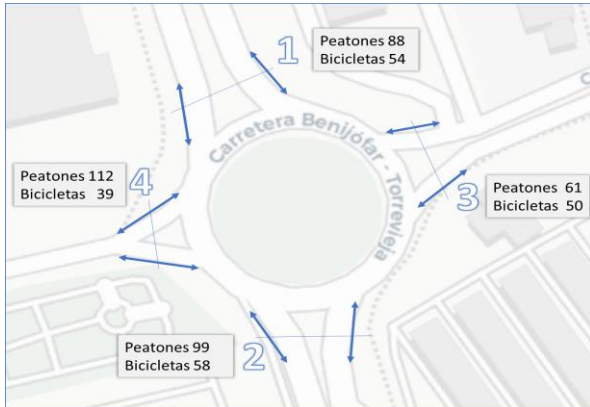 1
Peatones 88
Bicicletas 54
Carretera Benijófar - Torrevieja
C
Peatones 112
Bicicletas 39
4
3
Peatones 61
Bicicletas 50
Peatones 99
Bicicletas 58
2